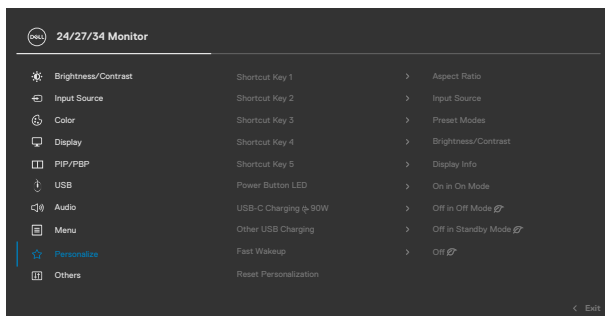 DELL 24/27/34 Monitor
Brightness/Contrast Shortcut Key 1 > Aspect Ratio
Input Source Shortcut Key 2 > Input Source
Color Shortcut Key 3 > Preset Modes
Display Shortcut Key 4 > Brightness/Contrast
PIP/PBP Shortcut Key 5 > Display Info
USB Power Button LED > On in On Mode
Audio USB-C Charging 90W > Off in Off Mode
Menu Other USB Charging > Off in Standby Mode
Personalize Fast Wakeup > Off
Others Reset Personalization
< Exit